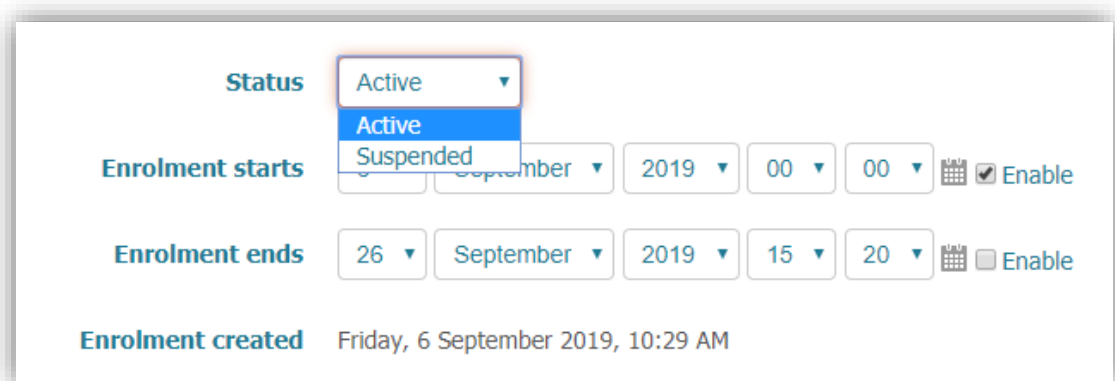 Status Active
Active
Suspended
Enrolment starts 2019 00 00 Enable
Enrolment ends 26 September 2019 15 20 Enable
Enrolment created Friday, 6 September 2019, 10:29 AM